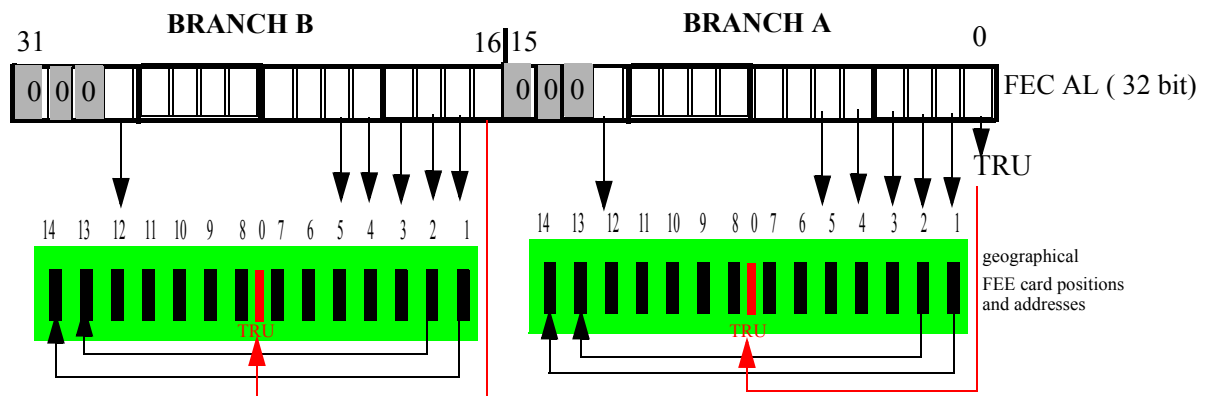 BRANCH B BRANCH A
31 16 15 0
0 0 0 0 0 0 FEC AL ( 32 bit)
TRU
14 13 12 11 10 9 8 0 7 6 5 4 3 2 1 14 13 12 11 10 9 8 0 7 6 5 4 3 2 1
geographical
FEE card positions
and addresses
TRU TRU